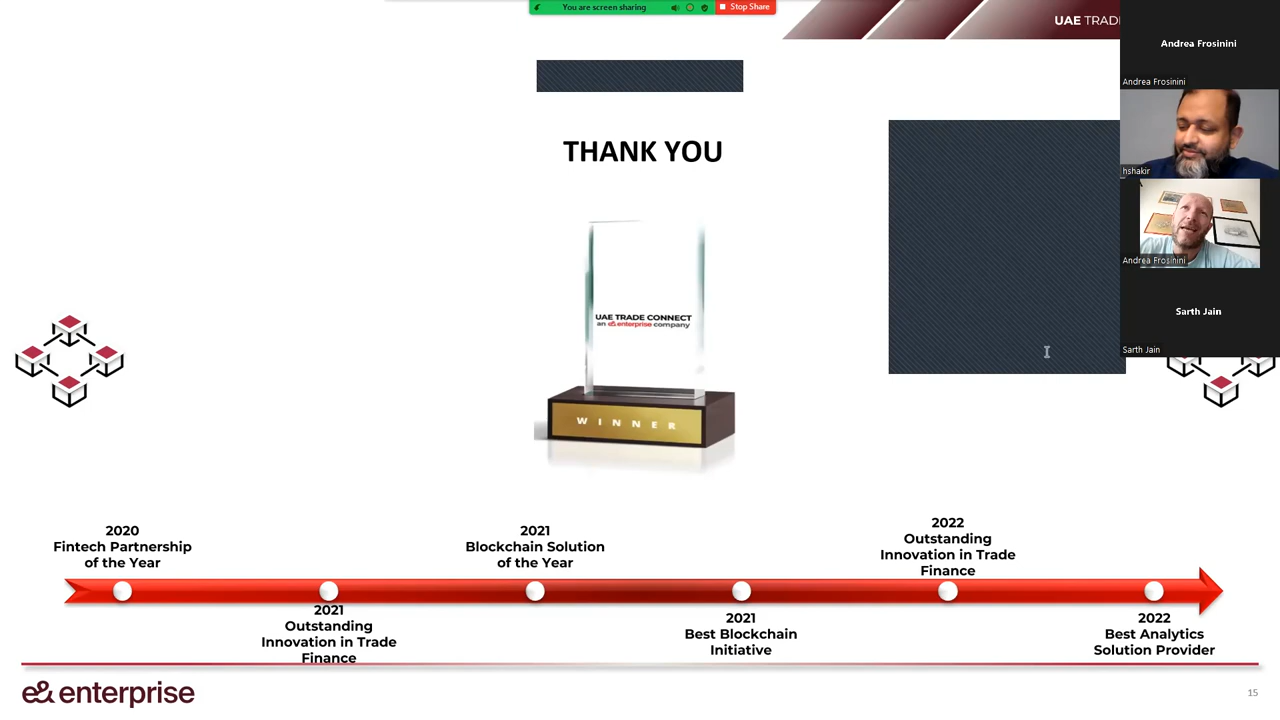 You are screen sharing
Stop Share
UAE TRAD
Andrea Frosinini
Andrea Frosinini
hshakir
Andrea Frosinini
Sarth Jain
Sarth Jain
THANK YOU
UAE TRADE CONNECT
an e& enterprise company
WINNER
2020
Fintech Partnership
of the Year
2021
Outstanding
Innovation in Trade
Finance
2021
Blockchain Solution
of the Year
2021
Best Blockchain
Initiative
2022
Outstanding
Innovation in Trade
Finance
2022
Best Analytics
Solution Provider
e& enterprise
15